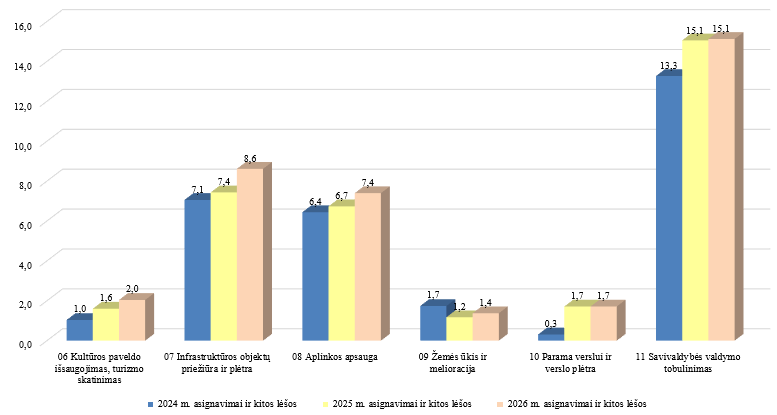 16,0
14,0
12,0
10,0
8,0
6,0
4,0
2,0
0,0
1,0
1,6
2,0
7,1
7,4
8,6
6,4
6,7
7,4
1,7
1,2
1,4
0,3
1,7
1,7
13,3
15,1
15,1
06 Kultūros paveldo
išsaugojimas, turizmo
skatinimas
07 Infrastruktūros objektų
priežiūra ir plėtra
08 Aplinkos apsauga
09 Žemės ūkis ir
melioracija
10 Parama verslui ir
verslo plėtra
11 Savivaldybės valdymo
tobulinimas
2024 m. asignavimai ir kitos lėšos
2025 m. asignavimai ir kitos lėšos
2026 m. asignavimai ir kitos lėšos